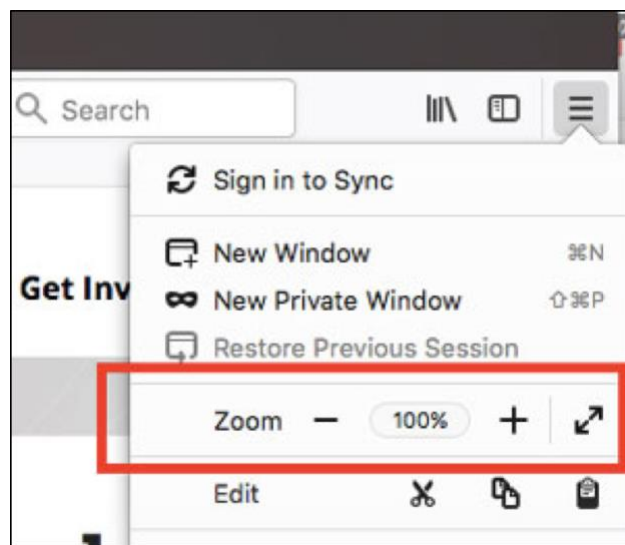 Search
Sign in to Sync
New Window ⌘N
Get Inv
New Private Window ⇧⌘P
Restore Previous Session
Zoom − 100% +
Edit